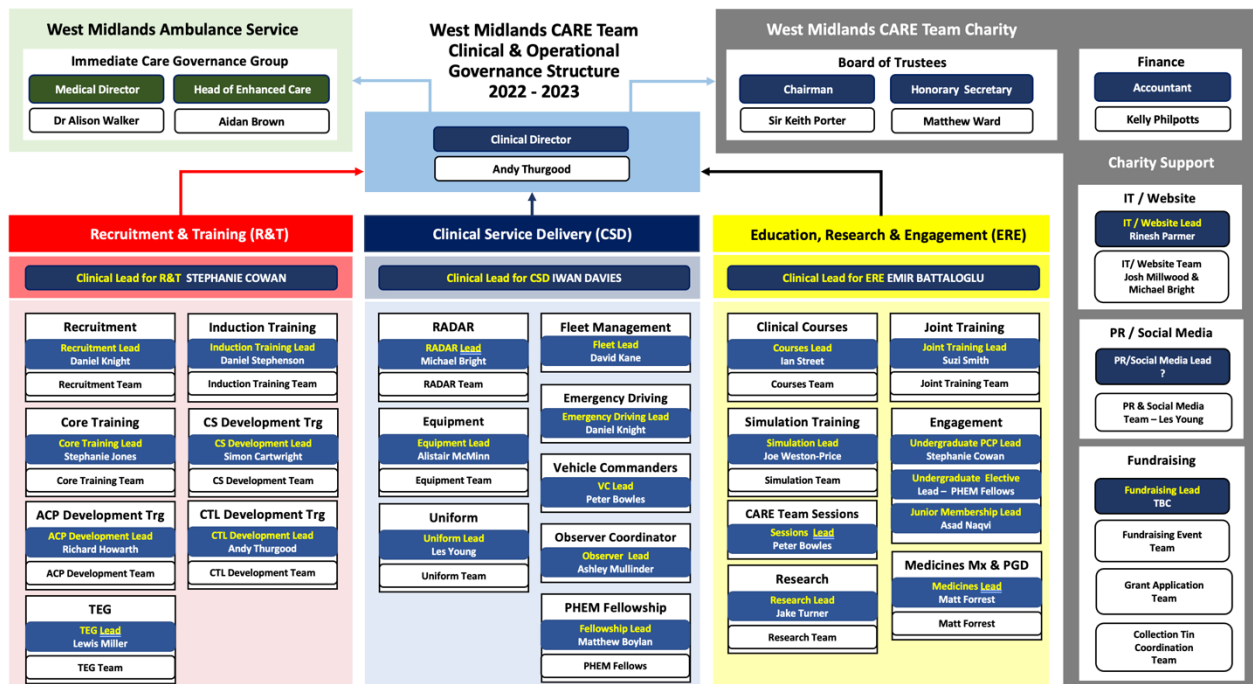 West Midlands Ambulance Service
Immediate Care Governance Group
Medical Director
Head of Enhanced Care
Dr Alison Walker
Aidan Brown
West Midlands CARE Team
Clinical & Operational
Governance Structure
2022 - 2023
Clinical Director
Andy Thurgood
West Midlands CARE Team Charity
Board of Trustees
Chairman
Honorary Secretary
Sir Keith Porter
Matthew Ward
Finance
Accountant
Kelly Philpotts
Recruitment & Training (R&T)
Clinical Lead for R&T STEPHANIE COWAN
Recruitment
Recruitment Lead
Daniel Knight
Recruitment Team
Induction Training
Induction Training Lead
Daniel Stephenson
Induction Training Team
Core Training
Core Training Lead
Stephanie Jones
Core Training Team
CS Development Trg
CS Development Lead
Simon Cartwright
CS Development Team
ACP Development Trg
ACP Development Lead
Richard Howarth
ACP Development Team
CTL Development Trg
CTL Development Lead
Andy Thurgood
CTL Development Team
TEG
TEG Lead
Lewis Miller
TEG Team
Clinical Service Delivery (CSD)
Clinical Lead for CSD IWAN DAVIES
RADAR
RADAR Lead
Michael Bright
RADAR Team
Equipment
Equipment Lead
Alistair McMinn
Equipment Team
Uniform
Uniform Lead
Les Young
Uniform Team
Fleet Management
Fleet Lead
David Kane
Emergency Driving
Emergency Driving Lead
Daniel Knight
Vehicle Commanders
VC Lead
Peter Bowles
Observer Coordinator
Observer Lead
Ashley Mullinder
PHEM Fellowship
Fellowship Lead
Matthew Boylan
PHEM Fellows
Education, Research & Engagement (ERE)
Clinical Lead for ERE EMIR BATTALOGLU
Clinical Courses
Courses Lead
Ian Street
Courses Team
Simulation Training
Simulation Lead
Joe Weston-Price
Simulation Team
CARE Team Sessions
Sessions Lead
Peter Bowles
Research
Research Lead
Jake Turner
Research Team
Joint Training
Joint Training Lead
Suzi Smith
Joint Training Team
Engagement
Undergraduate PCP Lead
Stephanie Cowan
Undergraduate Elective
Lead – PHEM Fellows
Junior Membership Lead
Asad Naqvi
Medicines Mx & PGD
Medicines Lead
Matt Forrest
Matt Forrest
Charity Support
IT / Website
IT / Website Lead
Rinesh Parmer
IT/ Website Team
Josh Millwood &
Michael Bright
PR / Social Media
PR/Social Media Lead
?
PR & Social Media
Team – Les Young
Fundraising
Fundraising Lead
TBC
Fundraising Event
Team
Grant Application
Team
Collection Tin
Coordination
Team